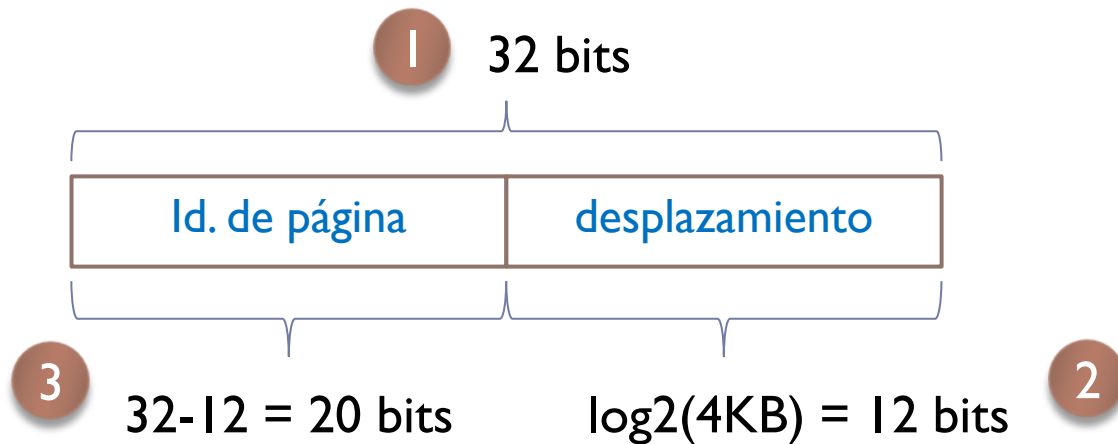 1 32 bits
Id. de página desplazamiento
3 32-12 = 20 bits log2(4KB) = 12 bits 2